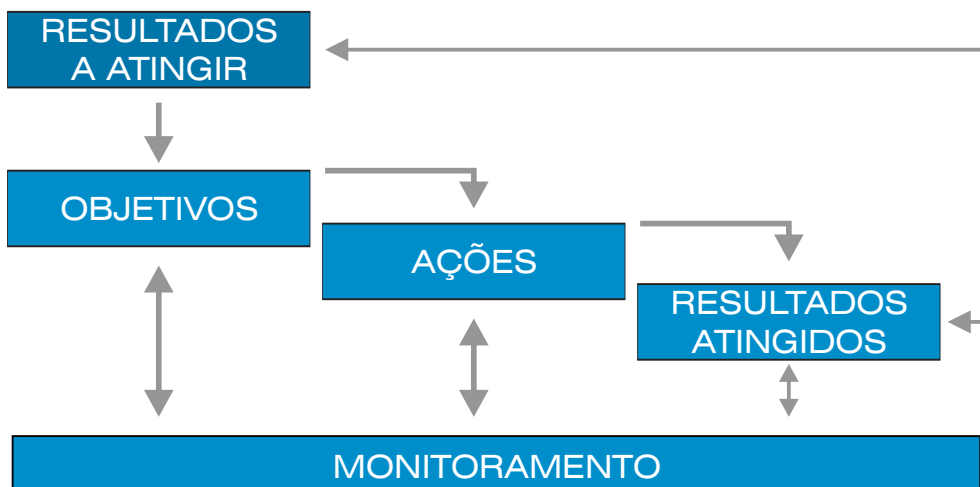 RESULTADOS
A ATINGIR
OBJETIVOS
AÇÕES
RESULTADOS
ATINGIDOS
MONITORAMENTO